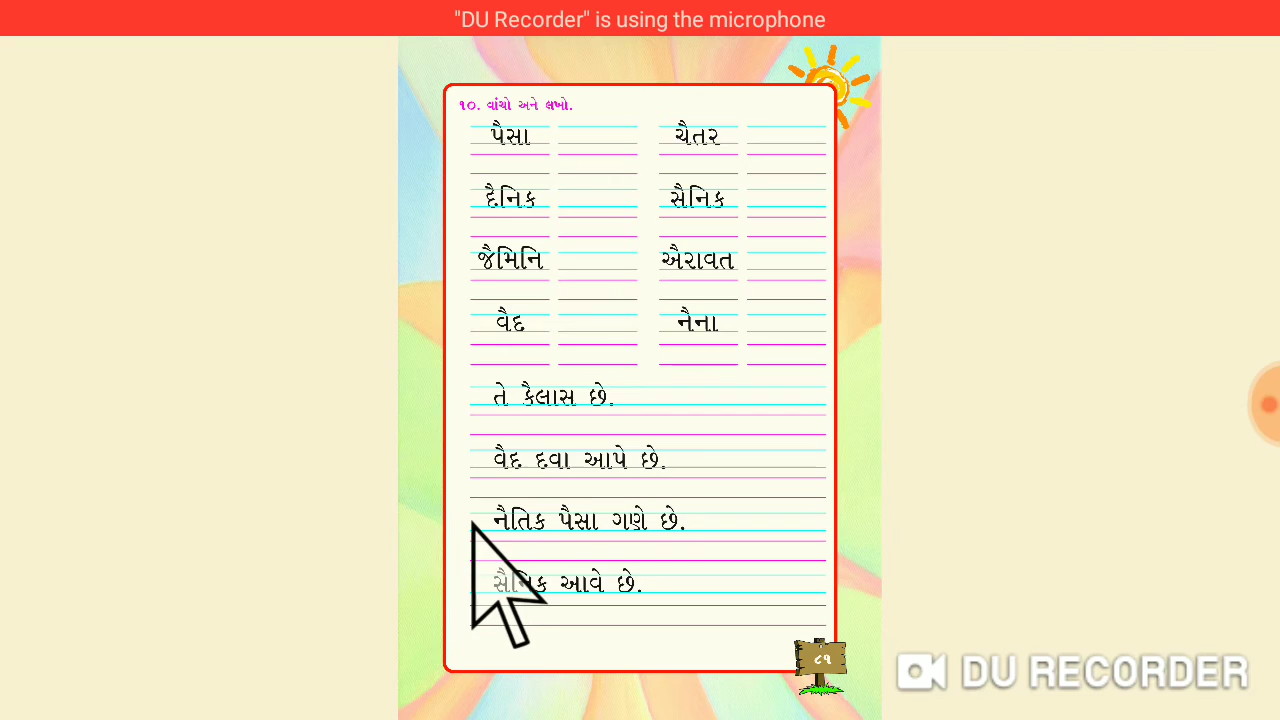 "DU Recorder" is using the microphone
૧૦. વાંચો અને લખો.
પૈસા ચૈતર
દૈનિક સૈનિક
જૈમિનિ ઐરાવત
વૈદ નૈના
તે કૈલાસ છે.
વૈદ દવા આપે છે.
નૈતિક પૈસા ગણે છે.
સૈનિક આવે છે.
૮૧
DU RECORDER